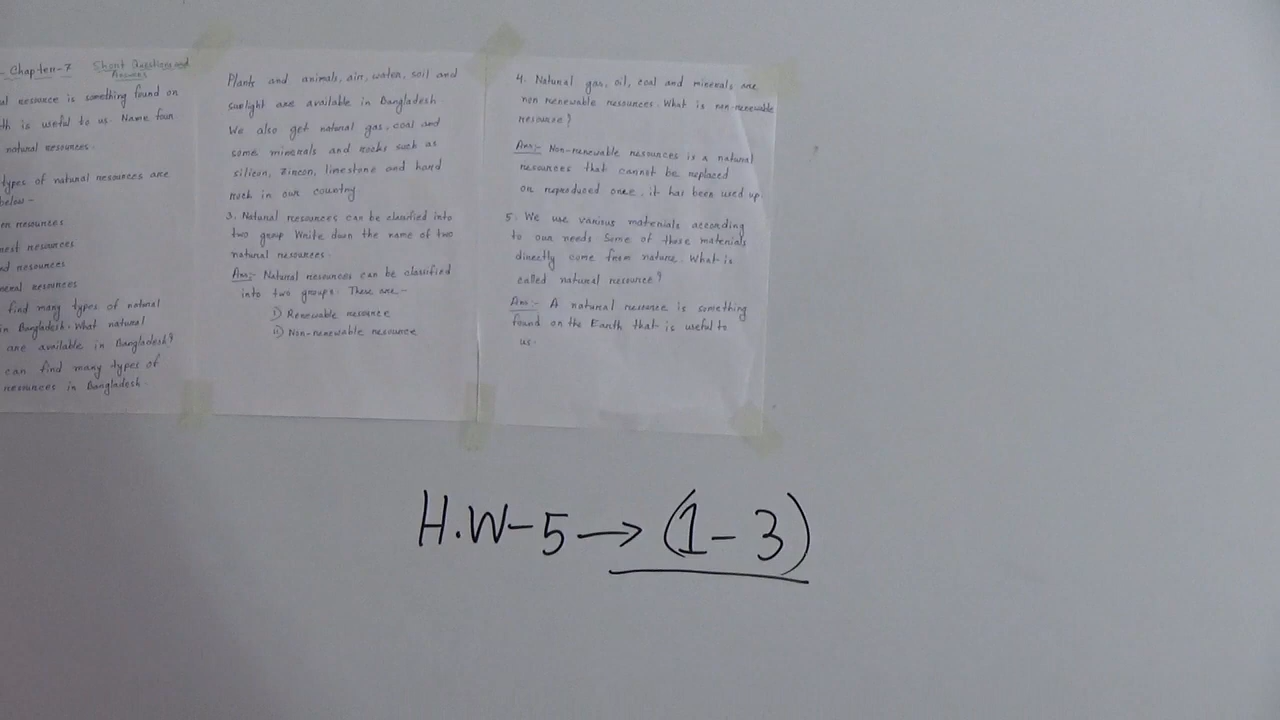 - Chapter-7 Short Questions and Answers
al resource is something found on
th is useful to us. Name four
natural resources.
types of natural resources are
below -
resources
resources
resources
resources
find many types of natural
in Bangladesh. What natural
are available in Bangladesh?
can find many types of
resources in Bangladesh.
Plants and animals, air, water, soil and
sunlight are available in Bangladesh.
We also get natural gas, coal and
some minerals and rocks such as
silicon, zircon, limestone and hard
rock in our country
3. Natural resources can be classified into
two group Write down the name of two
natural resources.
Ans:- Natural resources can be classified
into two groups. These are -
i) Renewable resource
ii) Non-renewable resource
4. Natural gas, oil, coal and minerals are
non renewable resources. What is non-renewable
resource?
Ans:- Non-renewable resources is a natural
resources that cannot be replaced
or reproduced once, it has been used up.
5. We use various materials according
to our needs Some of these materials
directly come from nature. What is
called natural resource?
Ans:- A natural resource is something
found on the Earth that is useful to
us.
H.W-5→(1-3)